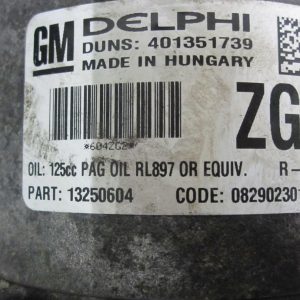 GM DELPHI
DUNS: 401351739
MADE IN HUNGARY
ZG
*604ZG2*
OIL: 125cc PAG OIL RL897 OR EQUIV. R-
PART: 13250604 CODE: 082902301